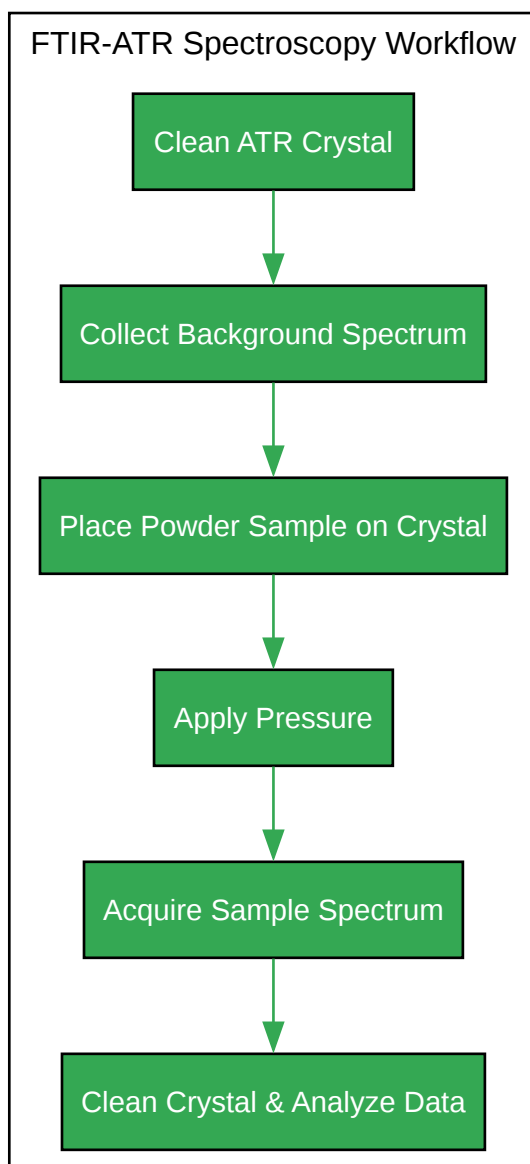 FTIR-ATR Spectroscopy Workflow
Clean ATR Crystal
Collect Background Spectrum
Place Powder Sample on Crystal
Apply Pressure
Acquire Sample Spectrum
Clean Crystal & Analyze Data